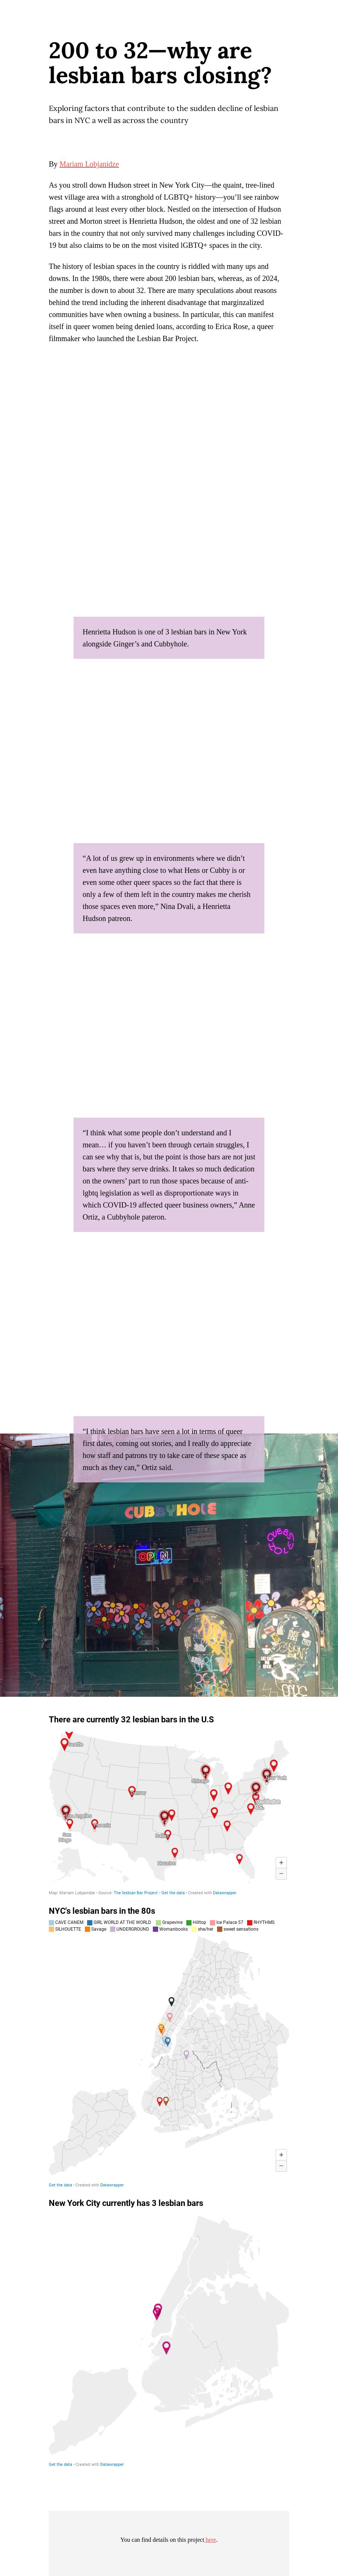 200 to 32—why are
lesbian bars closing?
Exploring factors that contribute to the sudden decline of lesbian
bars in NYC a well as across the country
By Mariam Lobjanidze
As you stroll down Hudson street in New York City—the quaint, tree-lined
west village area with a stronghold of LGBTQ+ history—you’ll see rainbow
flags around at least every other block. Nestled on the intersection of Hudson
street and Morton street is Henrietta Hudson, the oldest and one of 32 lesbian
bars in the country that not only survived many challenges including COVID-
19 but also claims to be on the most visited lGBTQ+ spaces in the city.
The history of lesbian spaces in the country is riddled with many ups and
downs. In the 1980s, there were about 200 lesbian bars, whereas, as of 2024,
the number is down to about 32. There are many speculations about reasons
behind the trend including the inherent disadvantage that marginzalized
communities have when owning a business. In particular, this can manifest
itself in queer women being denied loans, according to Erica Rose, a queer
filmmaker who launched the Lesbian Bar Project.
Henrietta Hudson is one of 3 lesbian bars in New York
alongside Ginger’s and Cubbyhole.
“A lot of us grew up in environments where we didn’t
even have anything close to what Hens or Cubby is or
even some other queer spaces so the fact that there is
only a few of them left in the country makes me cherish
those spaces even more,” Nina Dvali, a Henrietta
Hudson patreon.
“I think what some people don’t understand and I
mean… if you haven’t been through certain struggles, I
can see why that is, but the point is those bars are not just
bars where they serve drinks. It takes so much dedication
on the owners’ part to run those spaces because of anti-
lgbtq legislation as well as disproportionate ways in
which COVID-19 affected queer business owners,” Anne
Ortiz, a Cubbyhole pateron.
“I think lesbian bars have seen a lot in terms of queer
first dates, coming out stories, and I really do appreciate
how staff and patrons try to take care of these space as
much as they can,” Ortiz said.
CUBBYHOLE
OPEN
CUBBYHOLE
There are currently 32 lesbian bars in the U.S
Seattle
Chicago
New York
Denver
Washington
D.C.
Los Angeles
Phoenix
San
Diego
Dallas
Houston
+
−
Map: Mariam Lobjanidze • Source: The lesbian Bar Project • Get the data • Created with Datawrapper
NYC's lesbian bars in the 80s
CAVE CANEM GIRL WORLD AT THE WORLD Grapevine Hilltop Ice Palace 57 RHYTHMS
SILHOUETTE Savage UNDERGROUND Womanbooks she/her sweet sensations
+
−
Get the data • Created with Datawrapper
New York City currently has 3 lesbian bars
Get the data • Created with Datawrapper
You can find details on this project here.